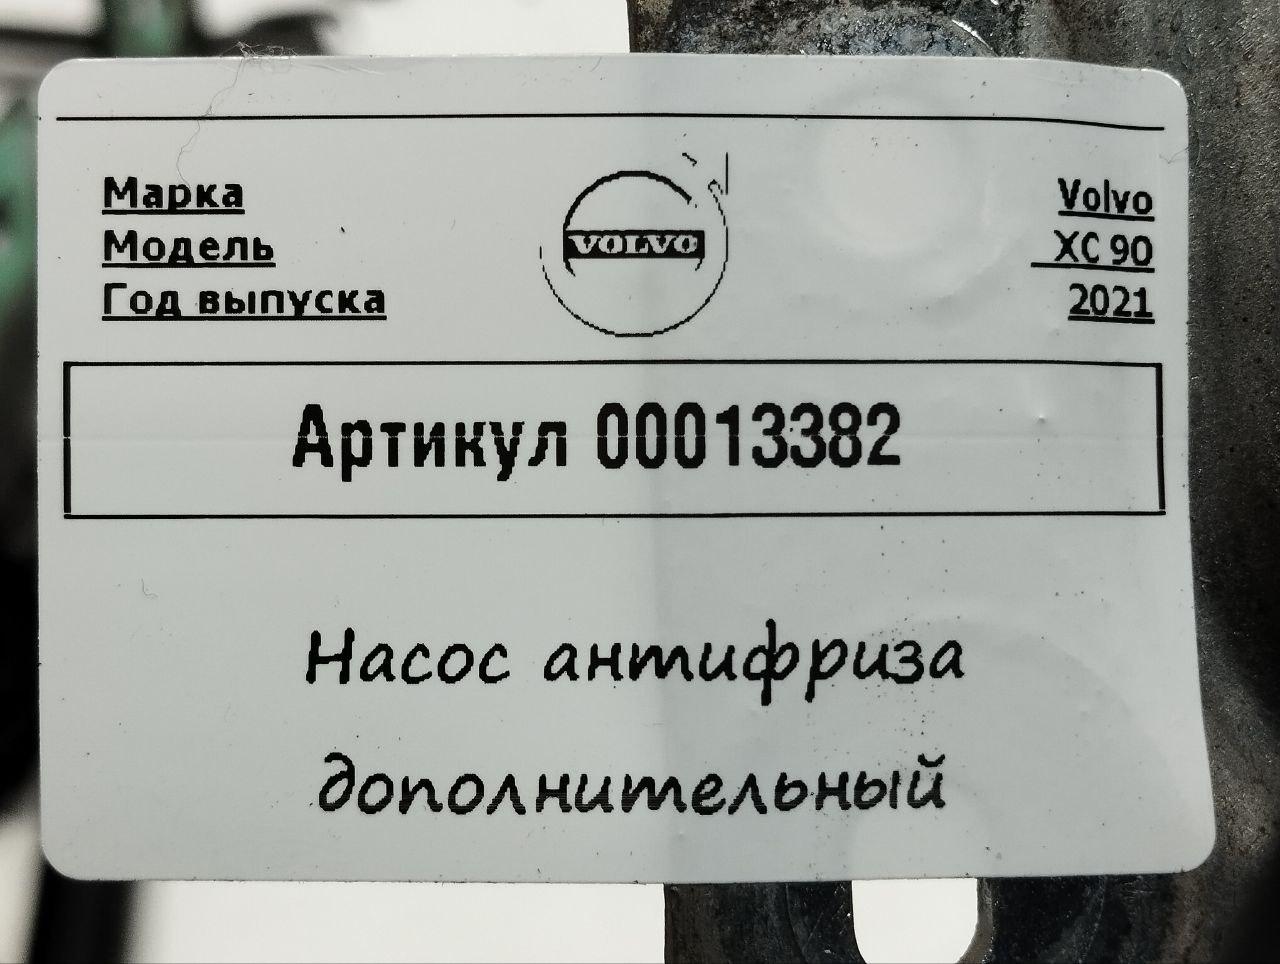 Марка
Модель
Год выпуска
VOLVO
Volvo
XC 90
2021
Артикул 00013382
Насос антифриза
дополнительный